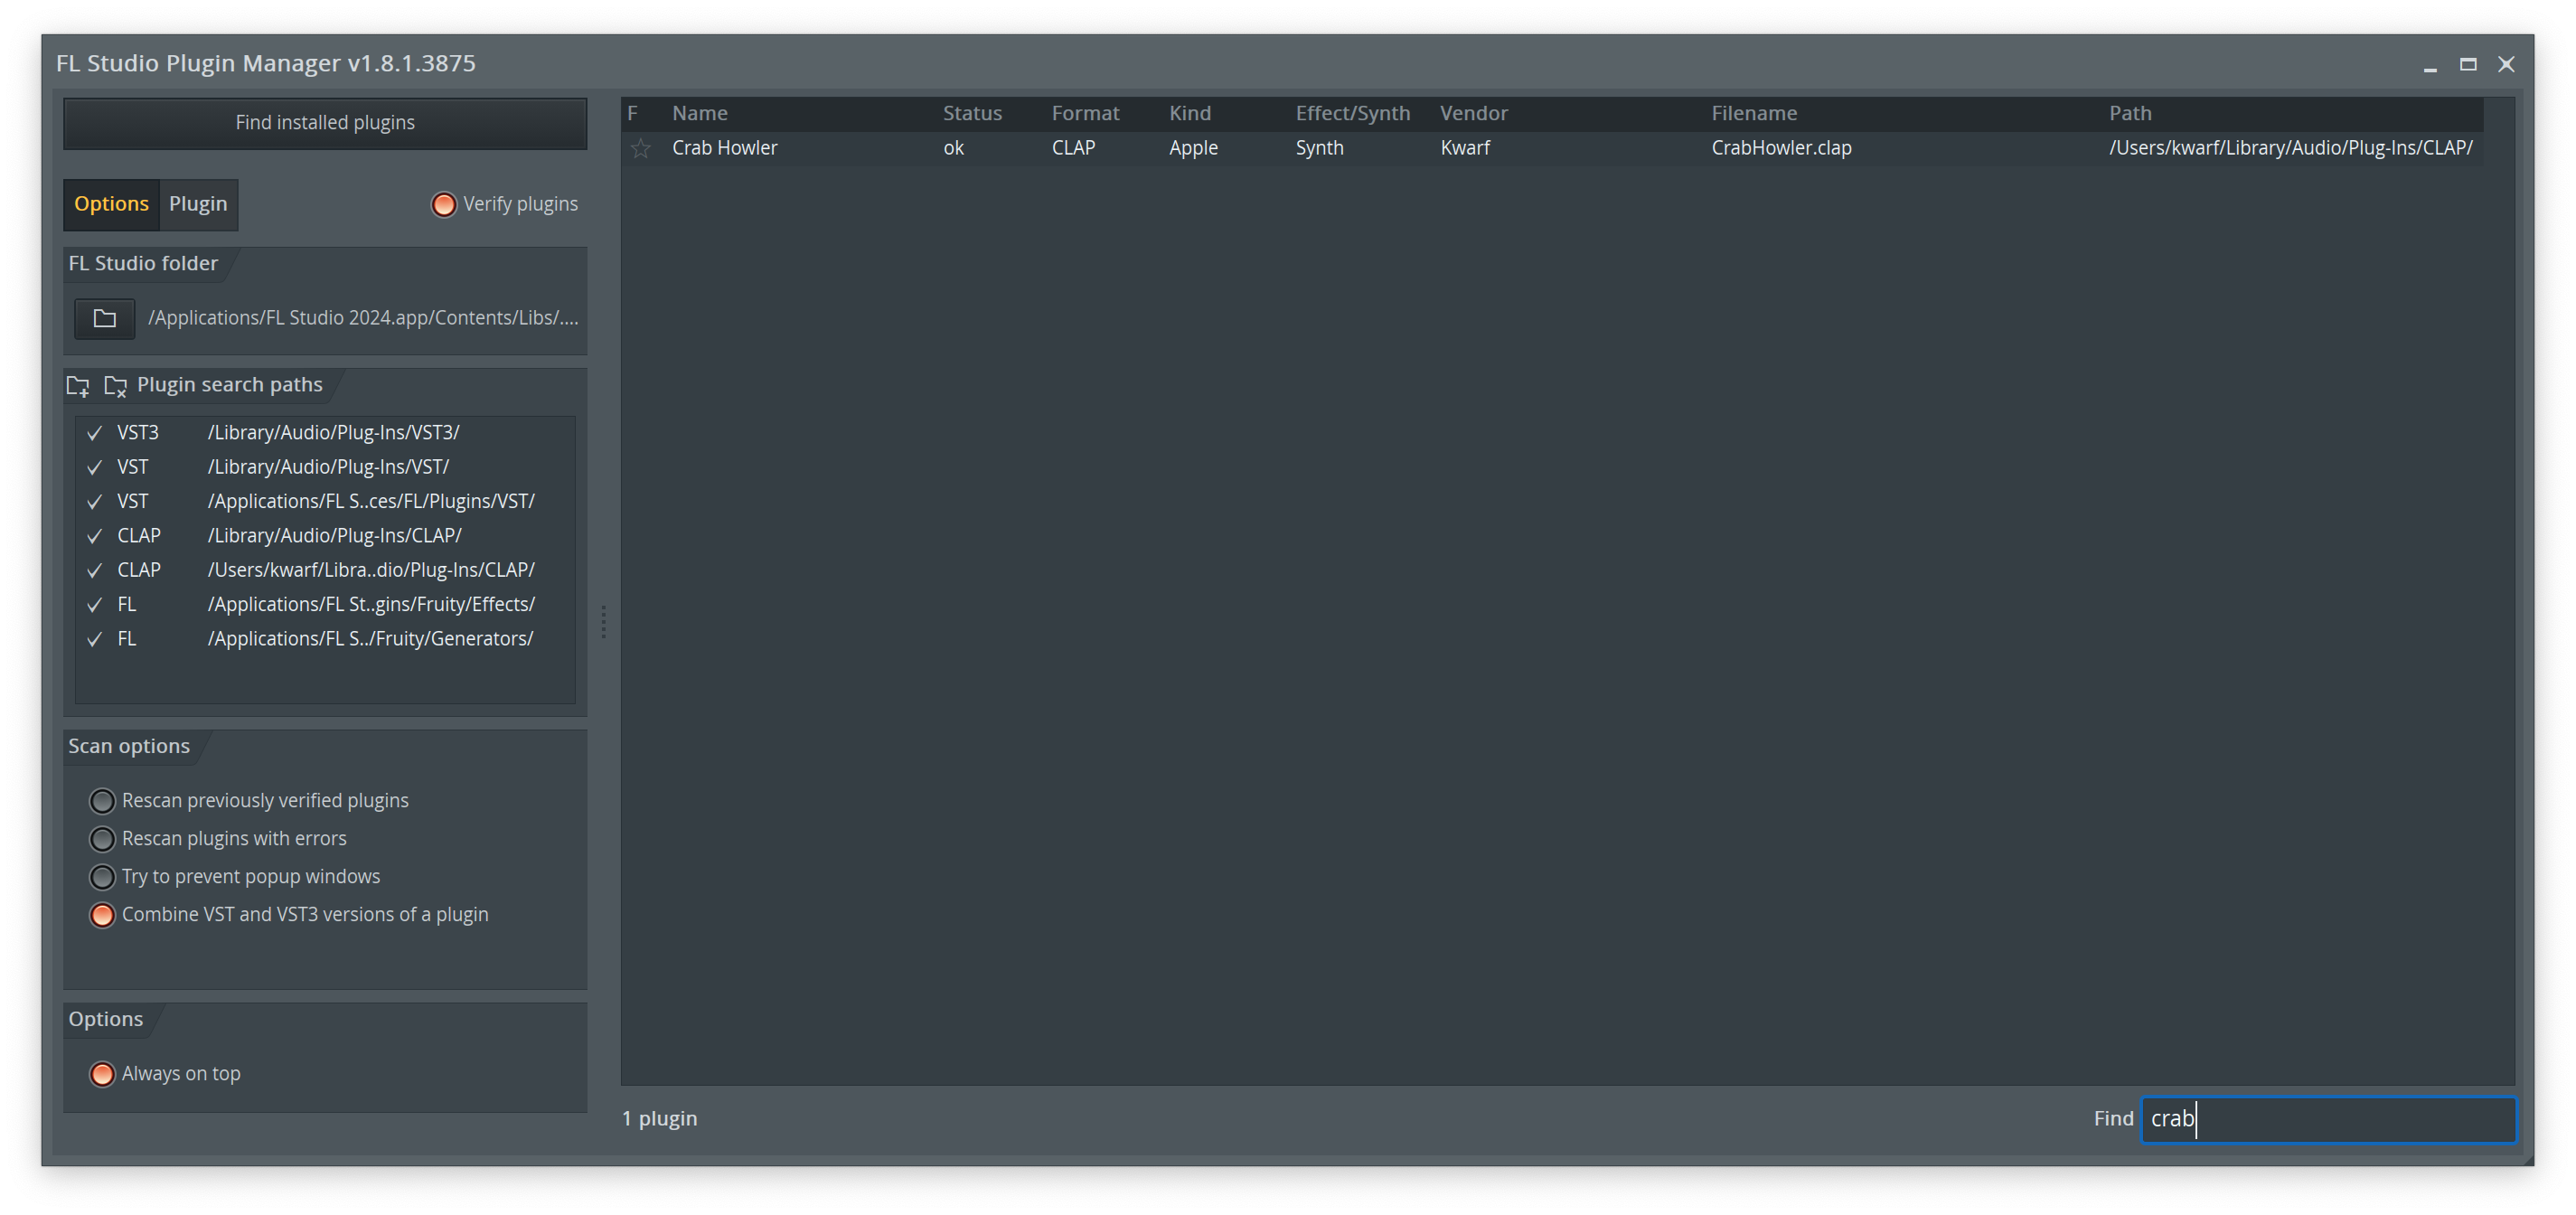 FL Studio Plugin Manager v1.8.1.3875
Find installed plugins
Options Plugin Verify plugins
FL Studio folder
/Applications/FL Studio 2024.app/Contents/Libs/....
Plugin search paths
VST3 /Library/Audio/Plug-Ins/VST3/
VST /Library/Audio/Plug-Ins/VST/
VST /Applications/FL S..ces/FL/Plugins/VST/
CLAP /Library/Audio/Plug-Ins/CLAP/
CLAP /Users/kwarf/Libra..dio/Plug-Ins/CLAP/
FL /Applications/FL St..gins/Fruity/Effects/
FL /Applications/FL S../Fruity/Generators/
Scan options
Rescan previously verified plugins
Rescan plugins with errors
Try to prevent popup windows
Combine VST and VST3 versions of a plugin
Options
Always on top
F Name Status Format Kind Effect/Synth Vendor Filename Path
Crab Howler ok CLAP Apple Synth Kwarf CrabHowler.clap /Users/kwarf/Library/Audio/Plug-Ins/CLAP/
1 plugin
Find crab